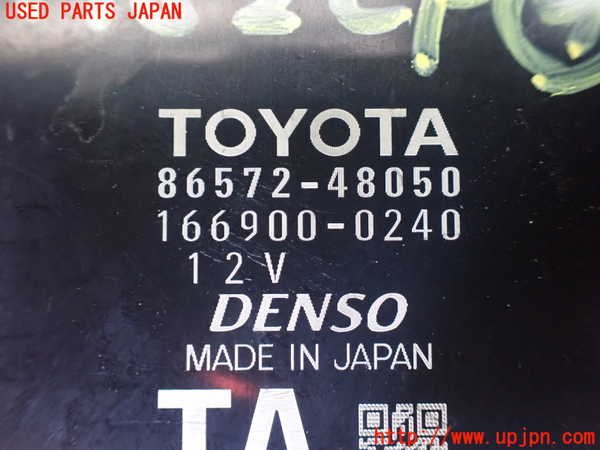 USED PARTS JAPAN
TOYOTA
86572-48050
166900-0240
12V
DENSO
MADE IN JAPAN
TA
http://www.upjpn.com